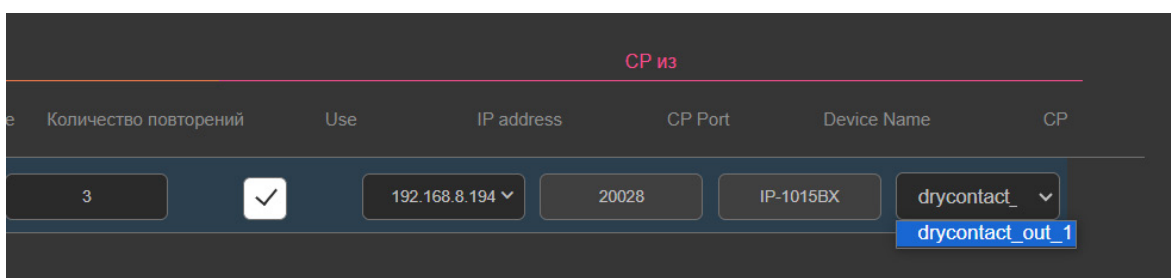 СР из
е Количество повторений Use IP address CP Port Device Name CP
3 192.168.8.194 20028 IP-1015BX drycontact_
drycontact_out_1